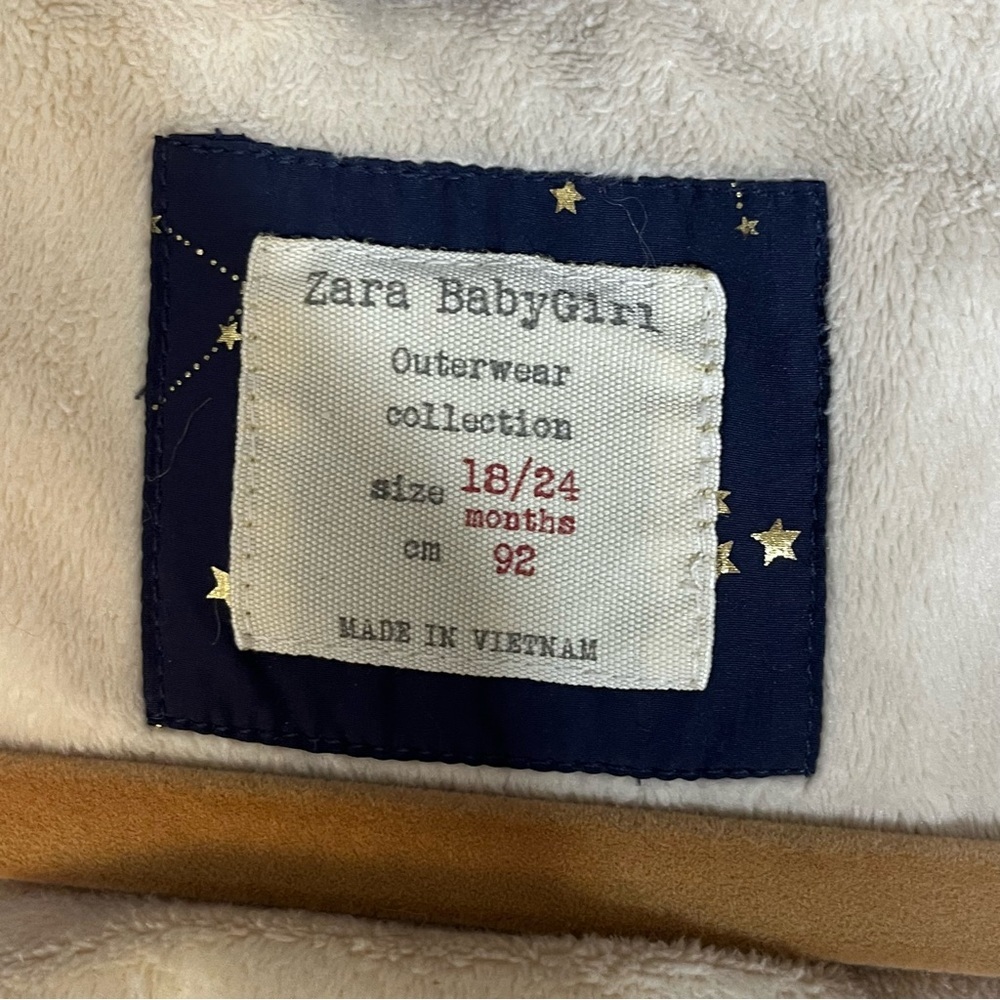 Zara BabyGirl
Outerwear
collection
size 18/24
months
cm 92
MADE IN VIETNAM